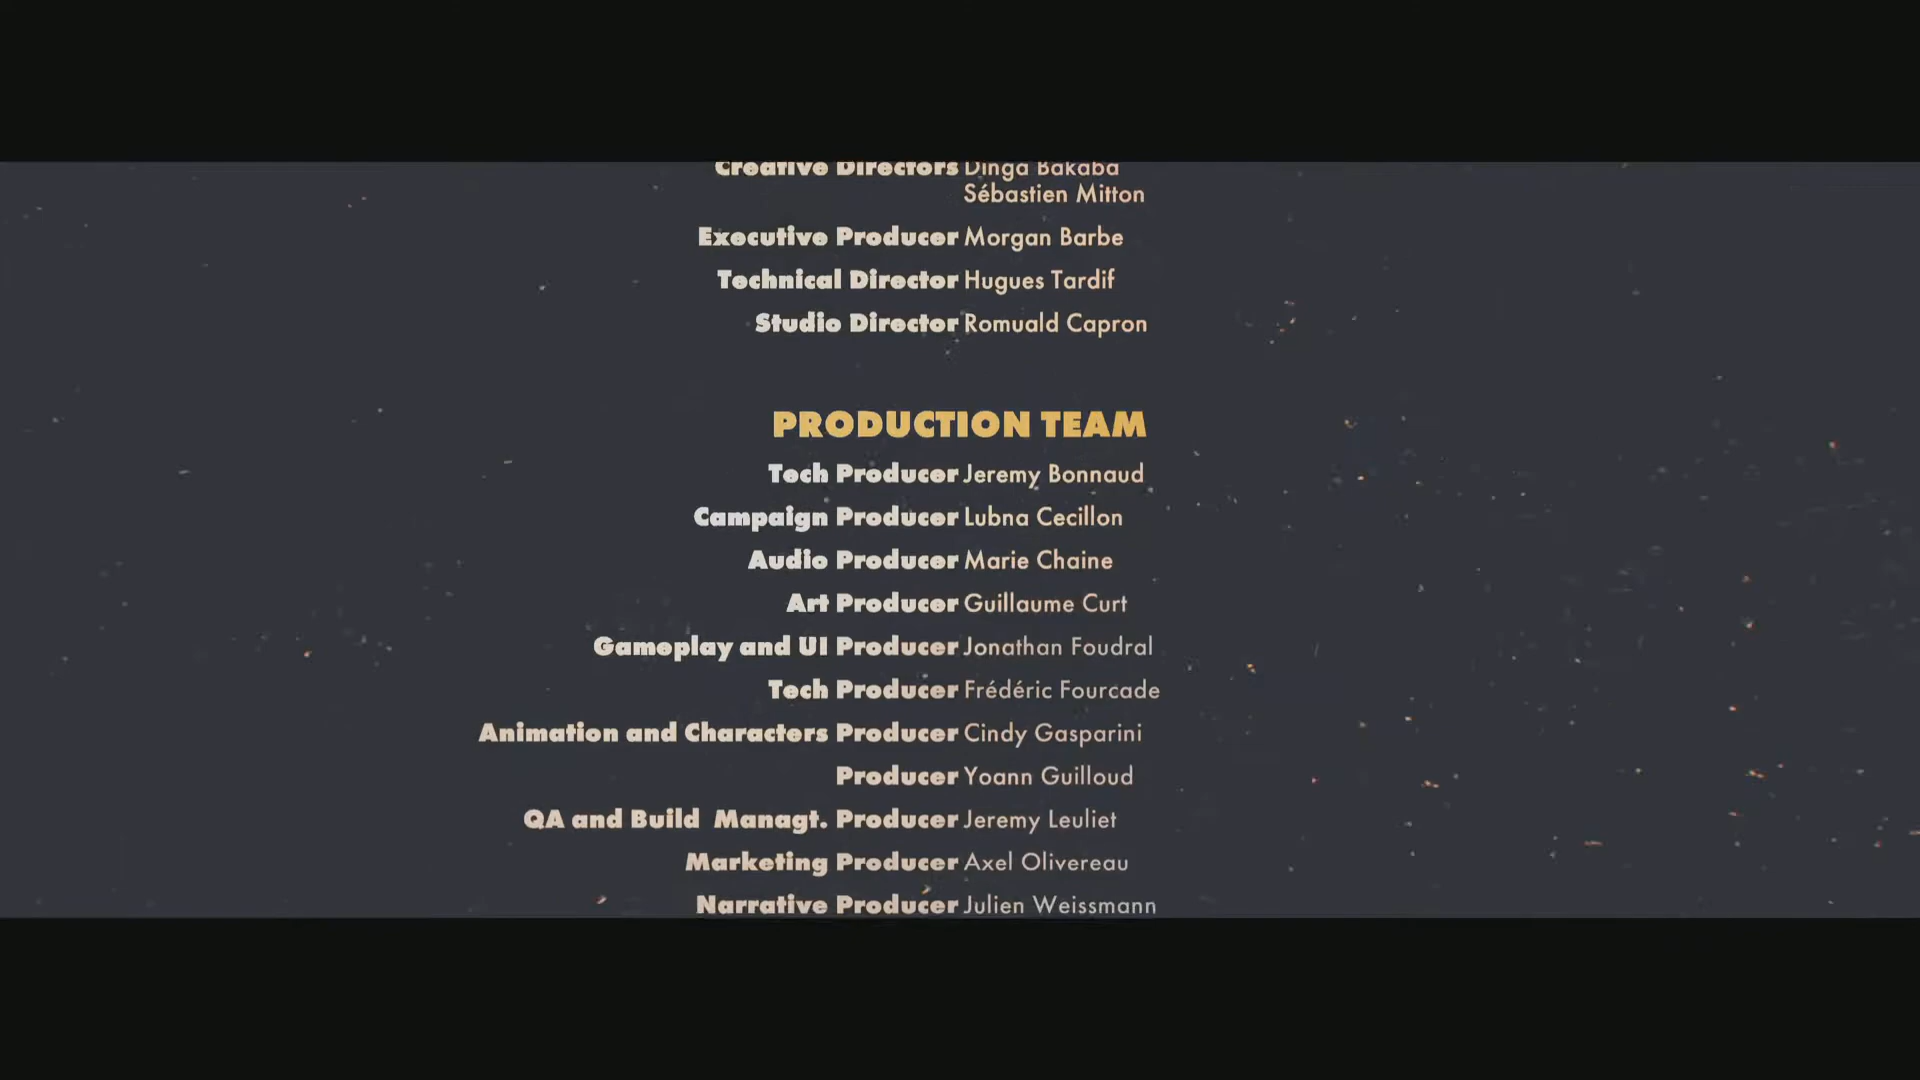 Creative Directors Dinga Bakaba
Sébastien Mitton
Executive Producer Morgan Barbe
Technical Director Hugues Tardif
Studio Director Romuald Capron
PRODUCTION TEAM
Tech Producer Jeremy Bonnaud
Campaign Producer Lubna Cecillon
Audio Producer Marie Chaine
Art Producer Guillaume Curt
Gameplay and UI Producer Jonathan Foudral
Tech Producer Frédéric Fourcade
Animation and Characters Producer Cindy Gasparini
Producer Yoann Guilloud
QA and Build Managt. Producer Jeremy Leuliet
Marketing Producer Axel Olivereau
Narrative Producer Julien Weissmann